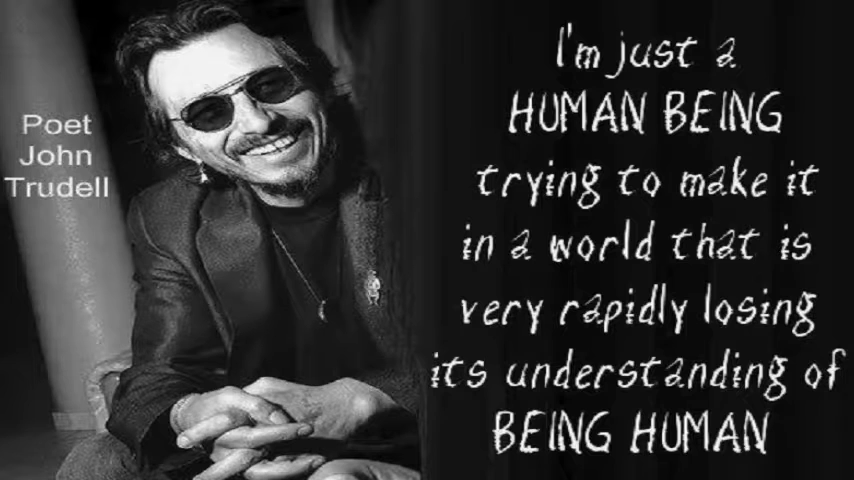 Poet
John
Trudell
I'm just a
HUMAN BEING
trying to make it
in a world that is
very rapidly losing
its understanding of
BEING HUMAN